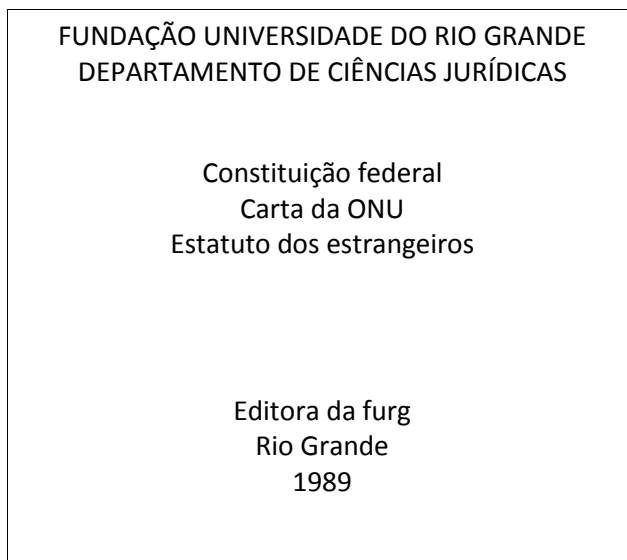 FUNDAÇÃO UNIVERSIDADE DO RIO GRANDE
DEPARTAMENTO DE CIÊNCIAS JURÍDICAS
Constituição federal
Carta da ONU
Estatuto dos estrangeiros
Editora da furg
Rio Grande
1989